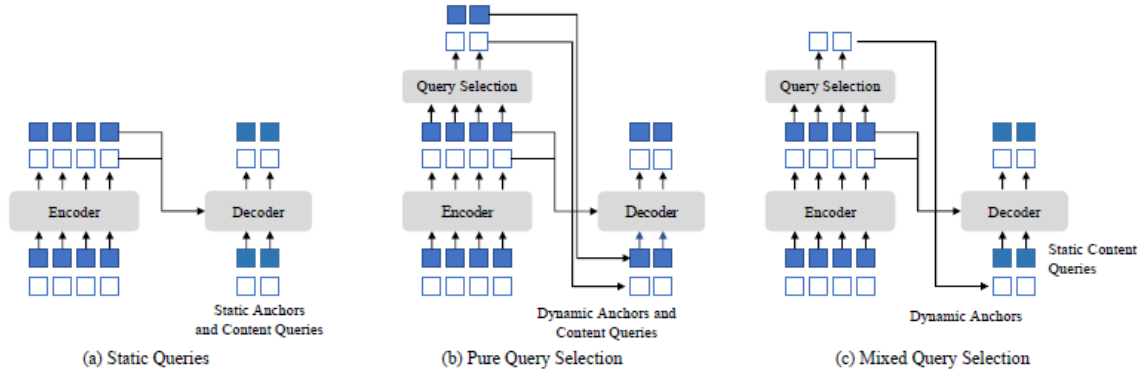 Query Selection
Query Selection
Encoder
Decoder
Encoder
Decoder
Encoder
Decoder
Static Content
Queries
Static Anchors
and Content Queries
Dynamic Anchors and
Content Queries
Dynamic Anchors
(a) Static Queries
(b) Pure Query Selection
(c) Mixed Query Selection